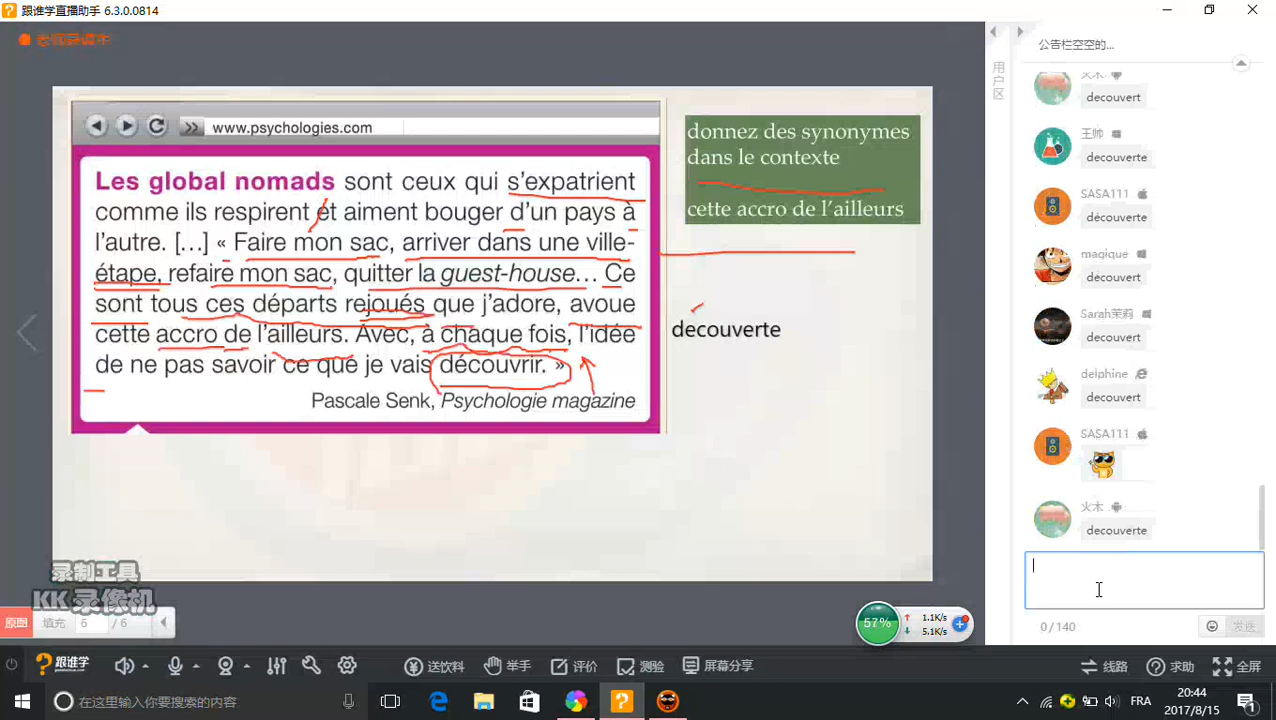 跟谁学直播助手 6.3.0.0814
www.psychologies.com
Les global nomads sont ceux qui s'expatrient
comme ils respirent et aiment bouger d'un pays à
l'autre. [...] « Faire mon sac, arriver dans une ville-
étape, refaire mon sac, quitter la guest-house... Ce
sont tous ces départs rejoués que j'adore, avoue
cette accro de l'ailleurs. Avec, à chaque fois, l'idée
de ne pas savoir ce que je vais découvrir. »
Pascale Senk, Psychologie magazine
donnez des synonymes
dans le contexte
cette accro de l'ailleurs
decouverte
录制工具
KK录像机
原图 填充 6 / 6
57%
1.1K/s
5.1K/s
公告栏空空的...
用户区
火木
decouvert
王帅
decouverte
SASA111
découverte
magique
découvert
Sarah茉莉
découverte
delphine
decouvert
SASA111
火木
decouverte
0 / 140
发送
跟谁学
送饮料 举手 评价 测验 屏幕分享 线路 求助 全屏
在这里输入你要搜索的内容
FRA
20:44
2017/8/15
1